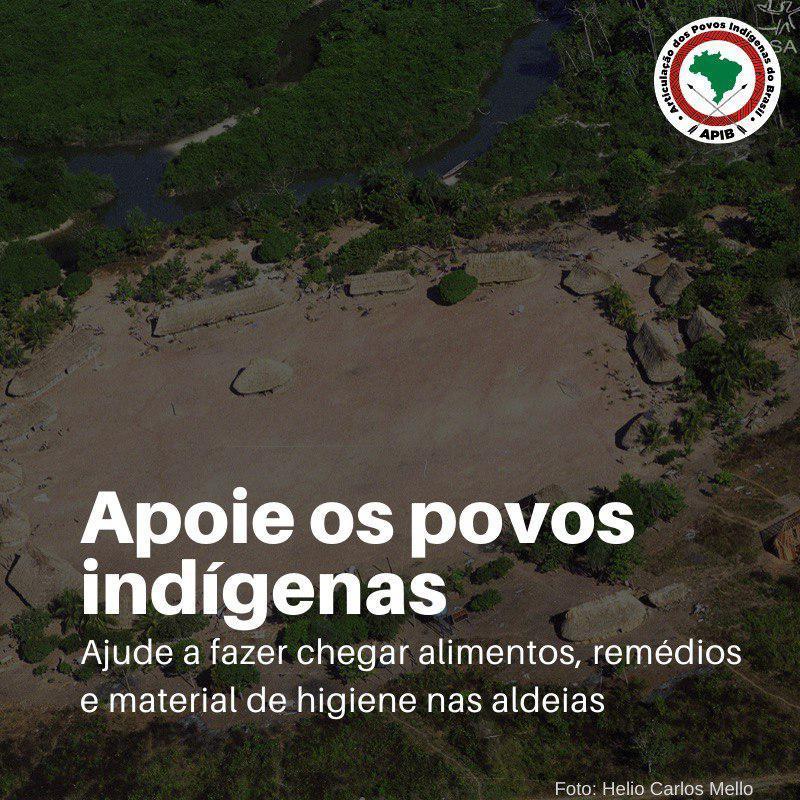 Articulação dos Povos Indígenas do Brasil
APIB
SA
Apoie os povos
indígenas
Ajude a fazer chegar alimentos, remédios
e material de higiene nas aldeias
Foto: Helio Carlos Mello